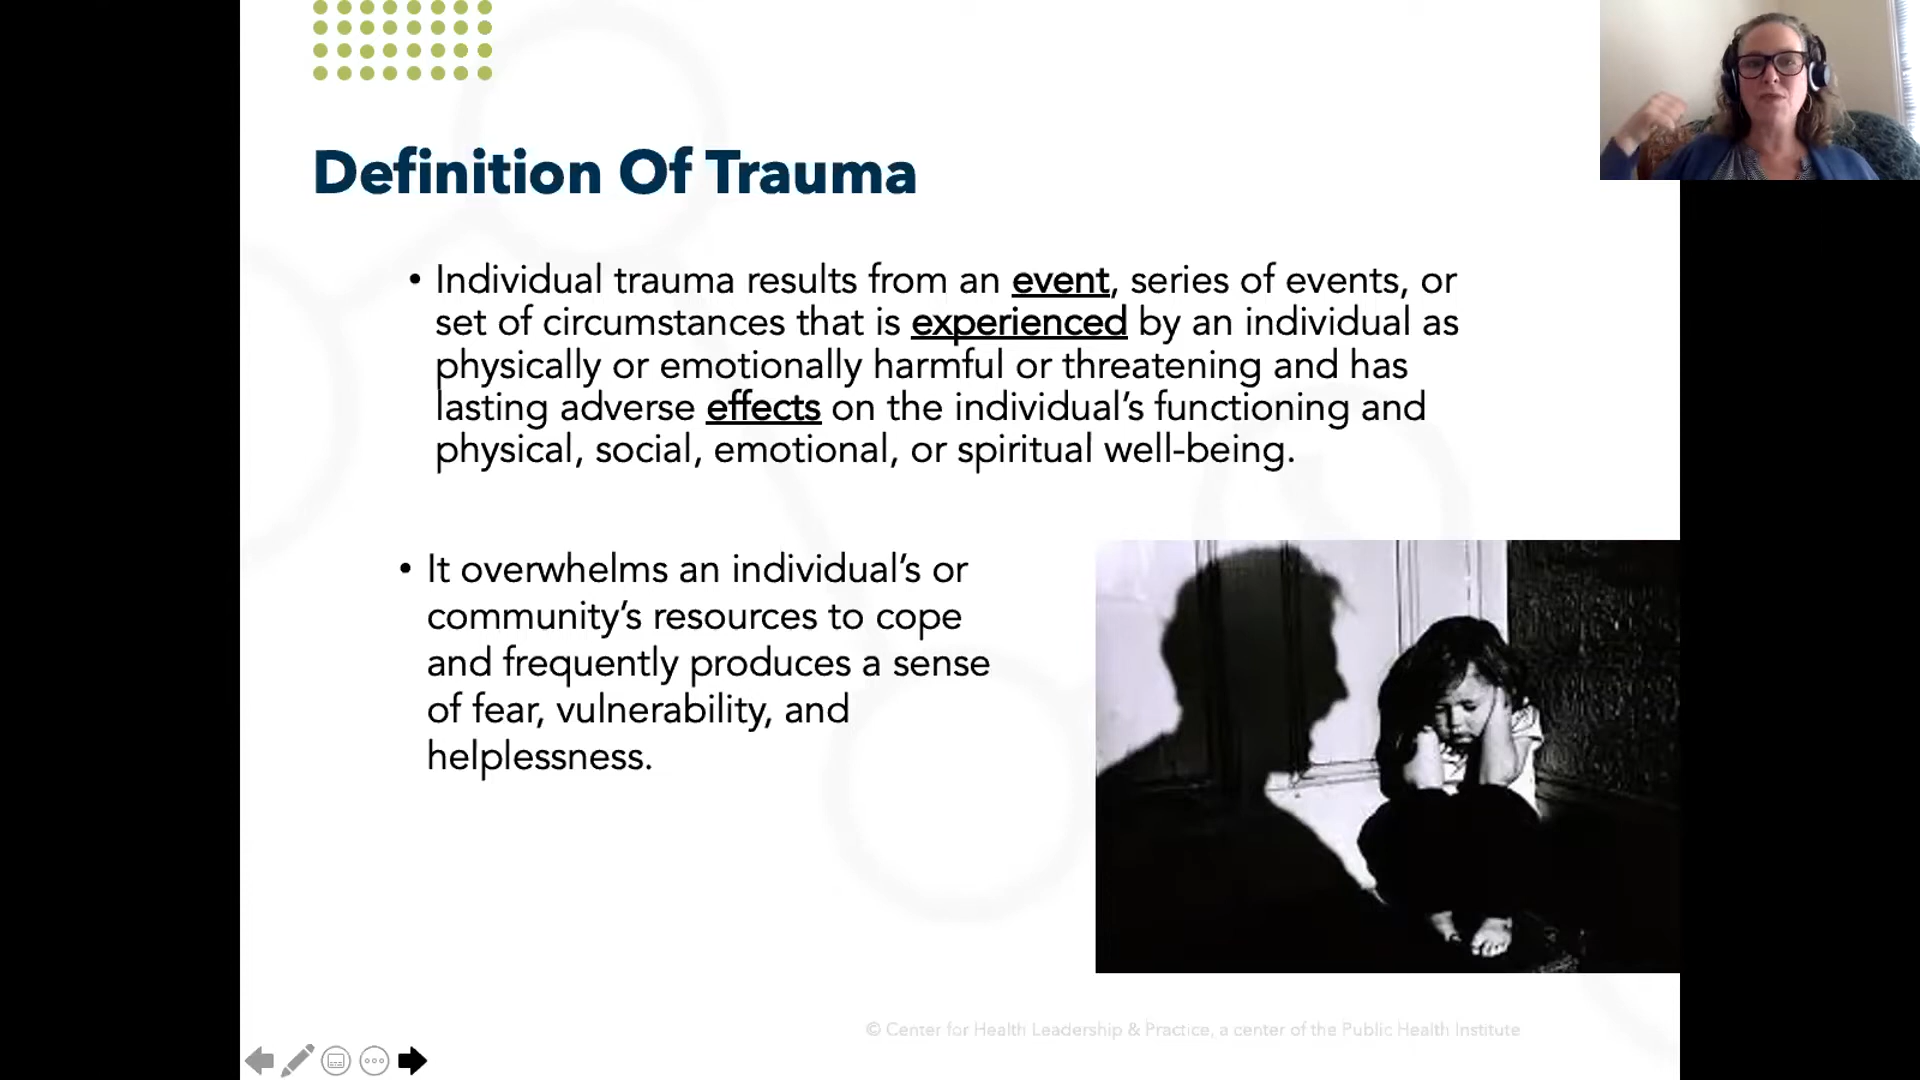 Definition Of Trauma
• Individual trauma results from an event, series of events, or
set of circumstances that is experienced by an individual as
physically or emotionally harmful or threatening and has
lasting adverse effects on the individual’s functioning and
physical, social, emotional, or spiritual well-being.
• It overwhelms an individual’s or
community’s resources to cope
and frequently produces a sense
of fear, vulnerability, and
helplessness.
© Center for Health Leadership & Practice, a center of the Public Health Institute